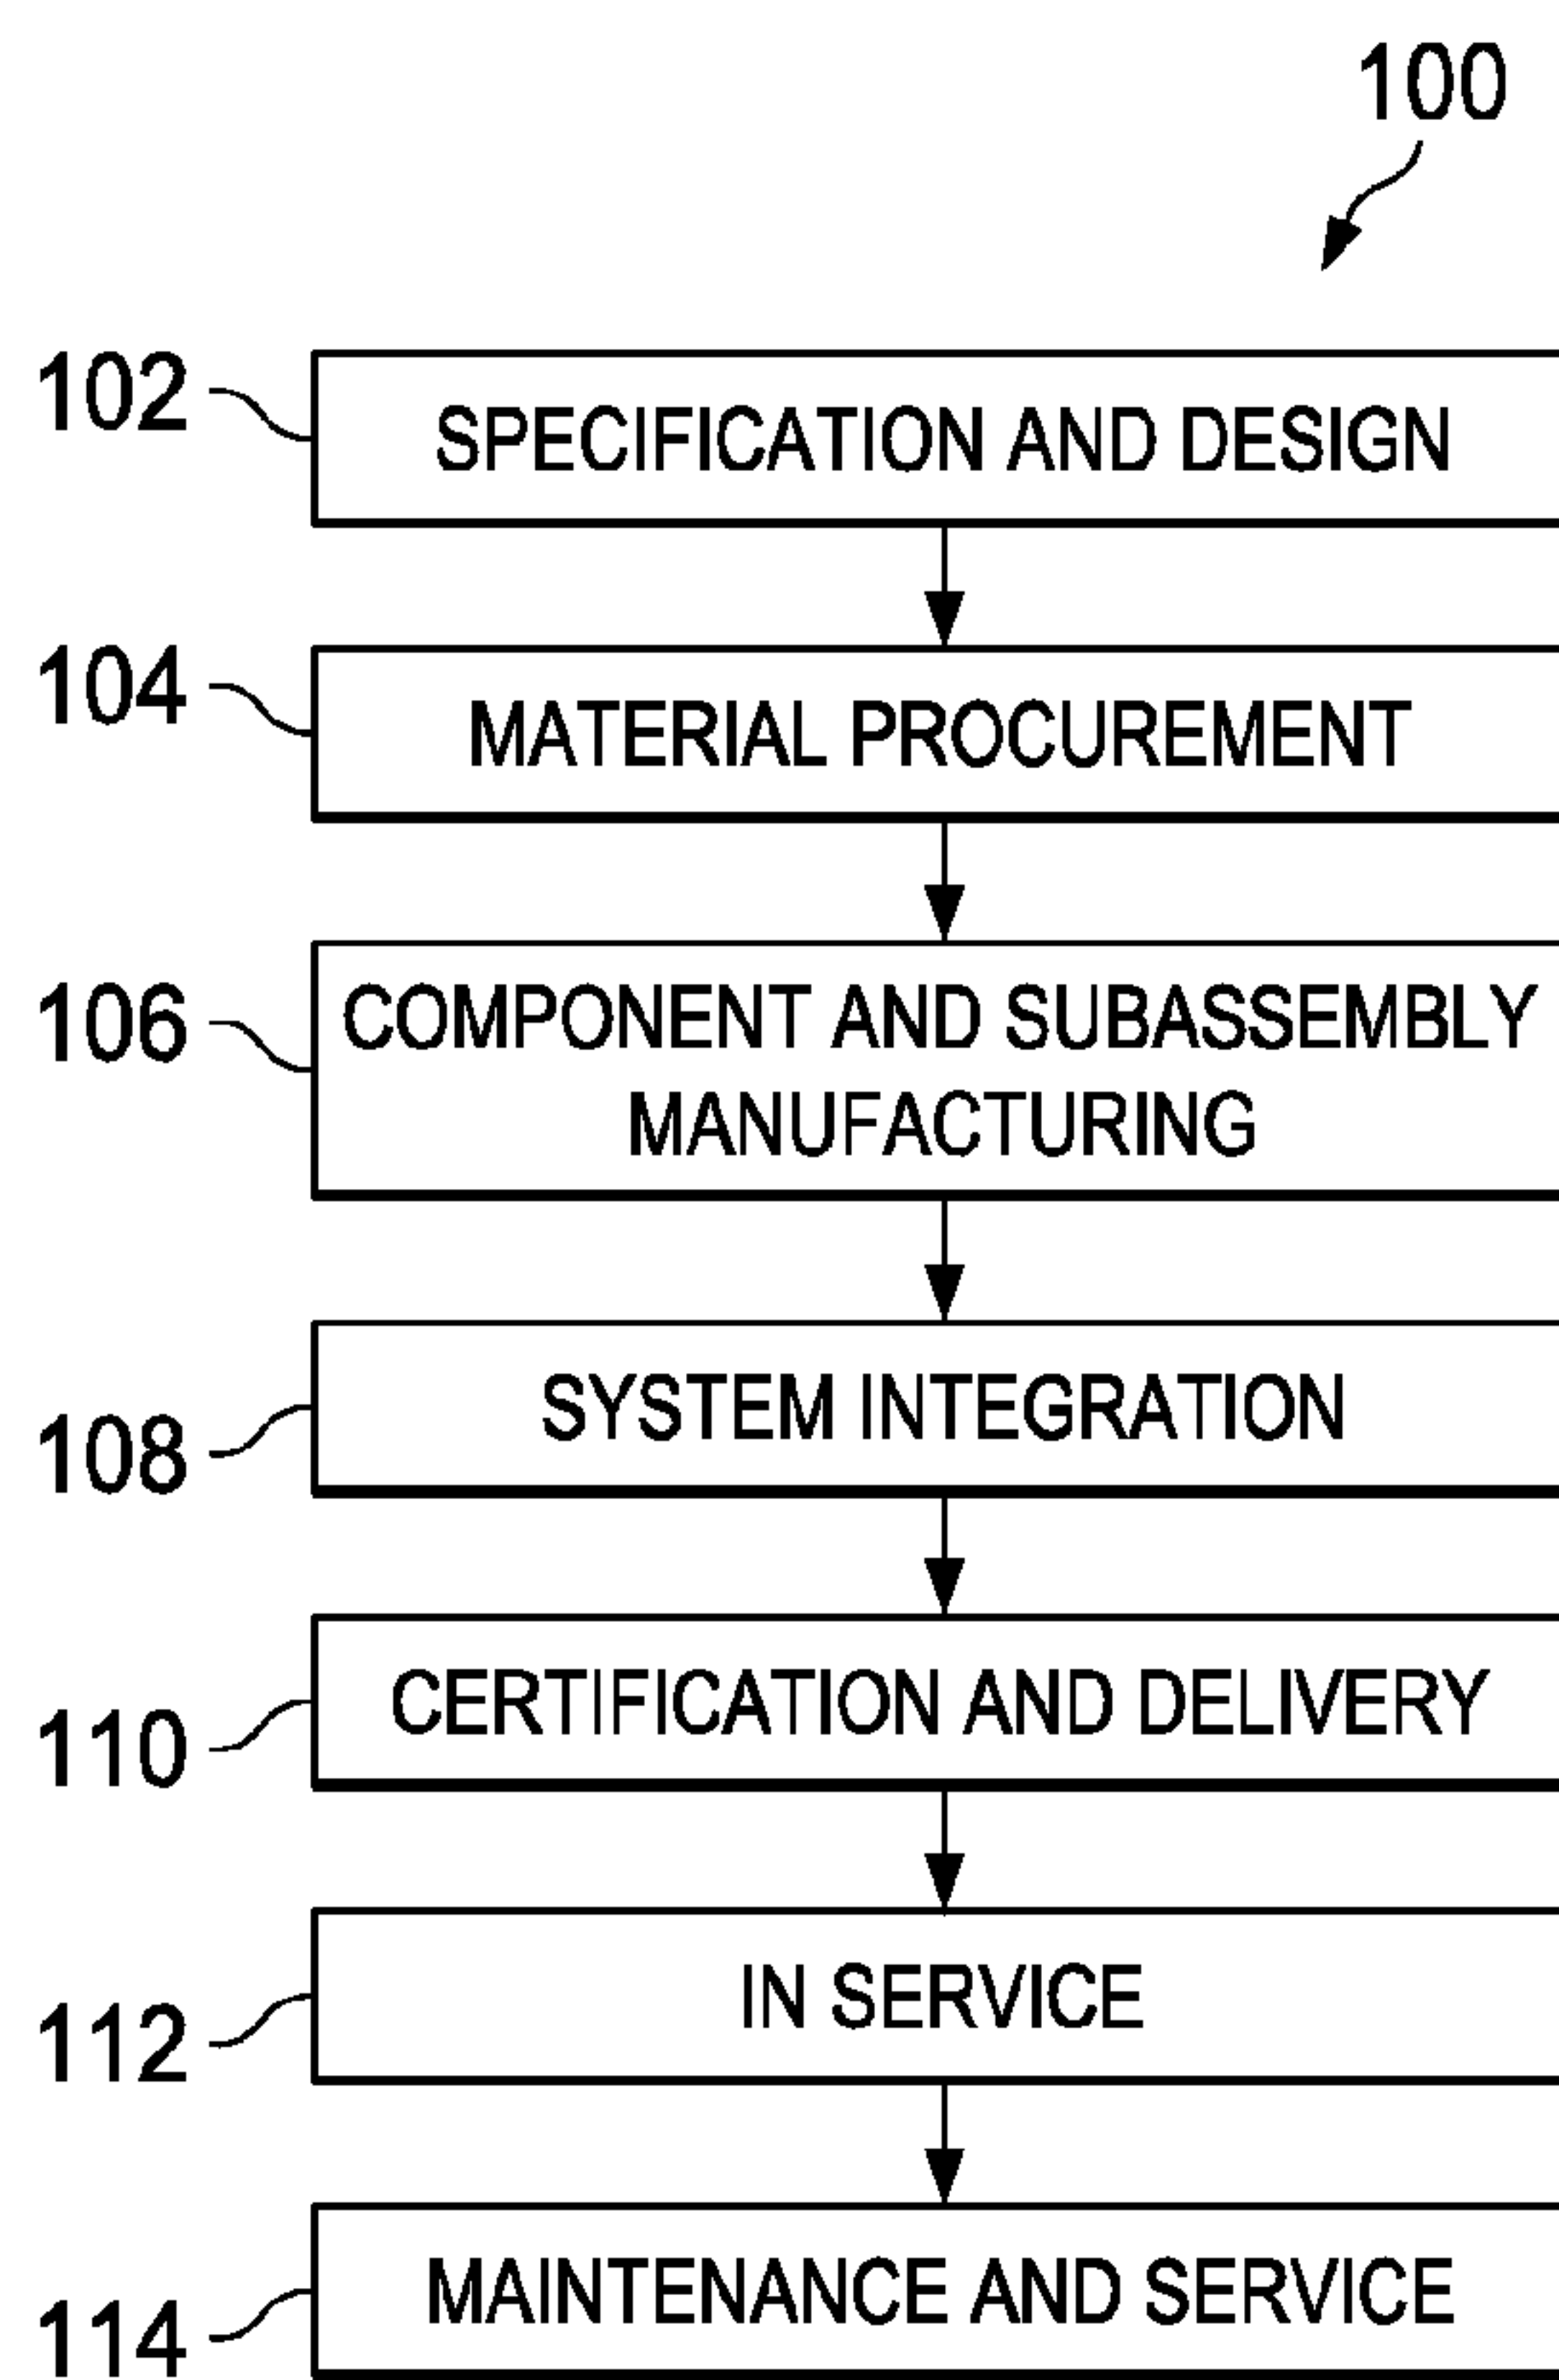 100
102
SPECIFICATION AND DESIGN
104
MATERIAL PROCUREMENT
106
COMPONENT AND SUBASSEMBLY
MANUFACTURING
108
SYSTEM INTEGRATION
110
CERTIFICATION AND DELIVERY
112
IN SERVICE
114
MAINTENANCE AND SERVICE